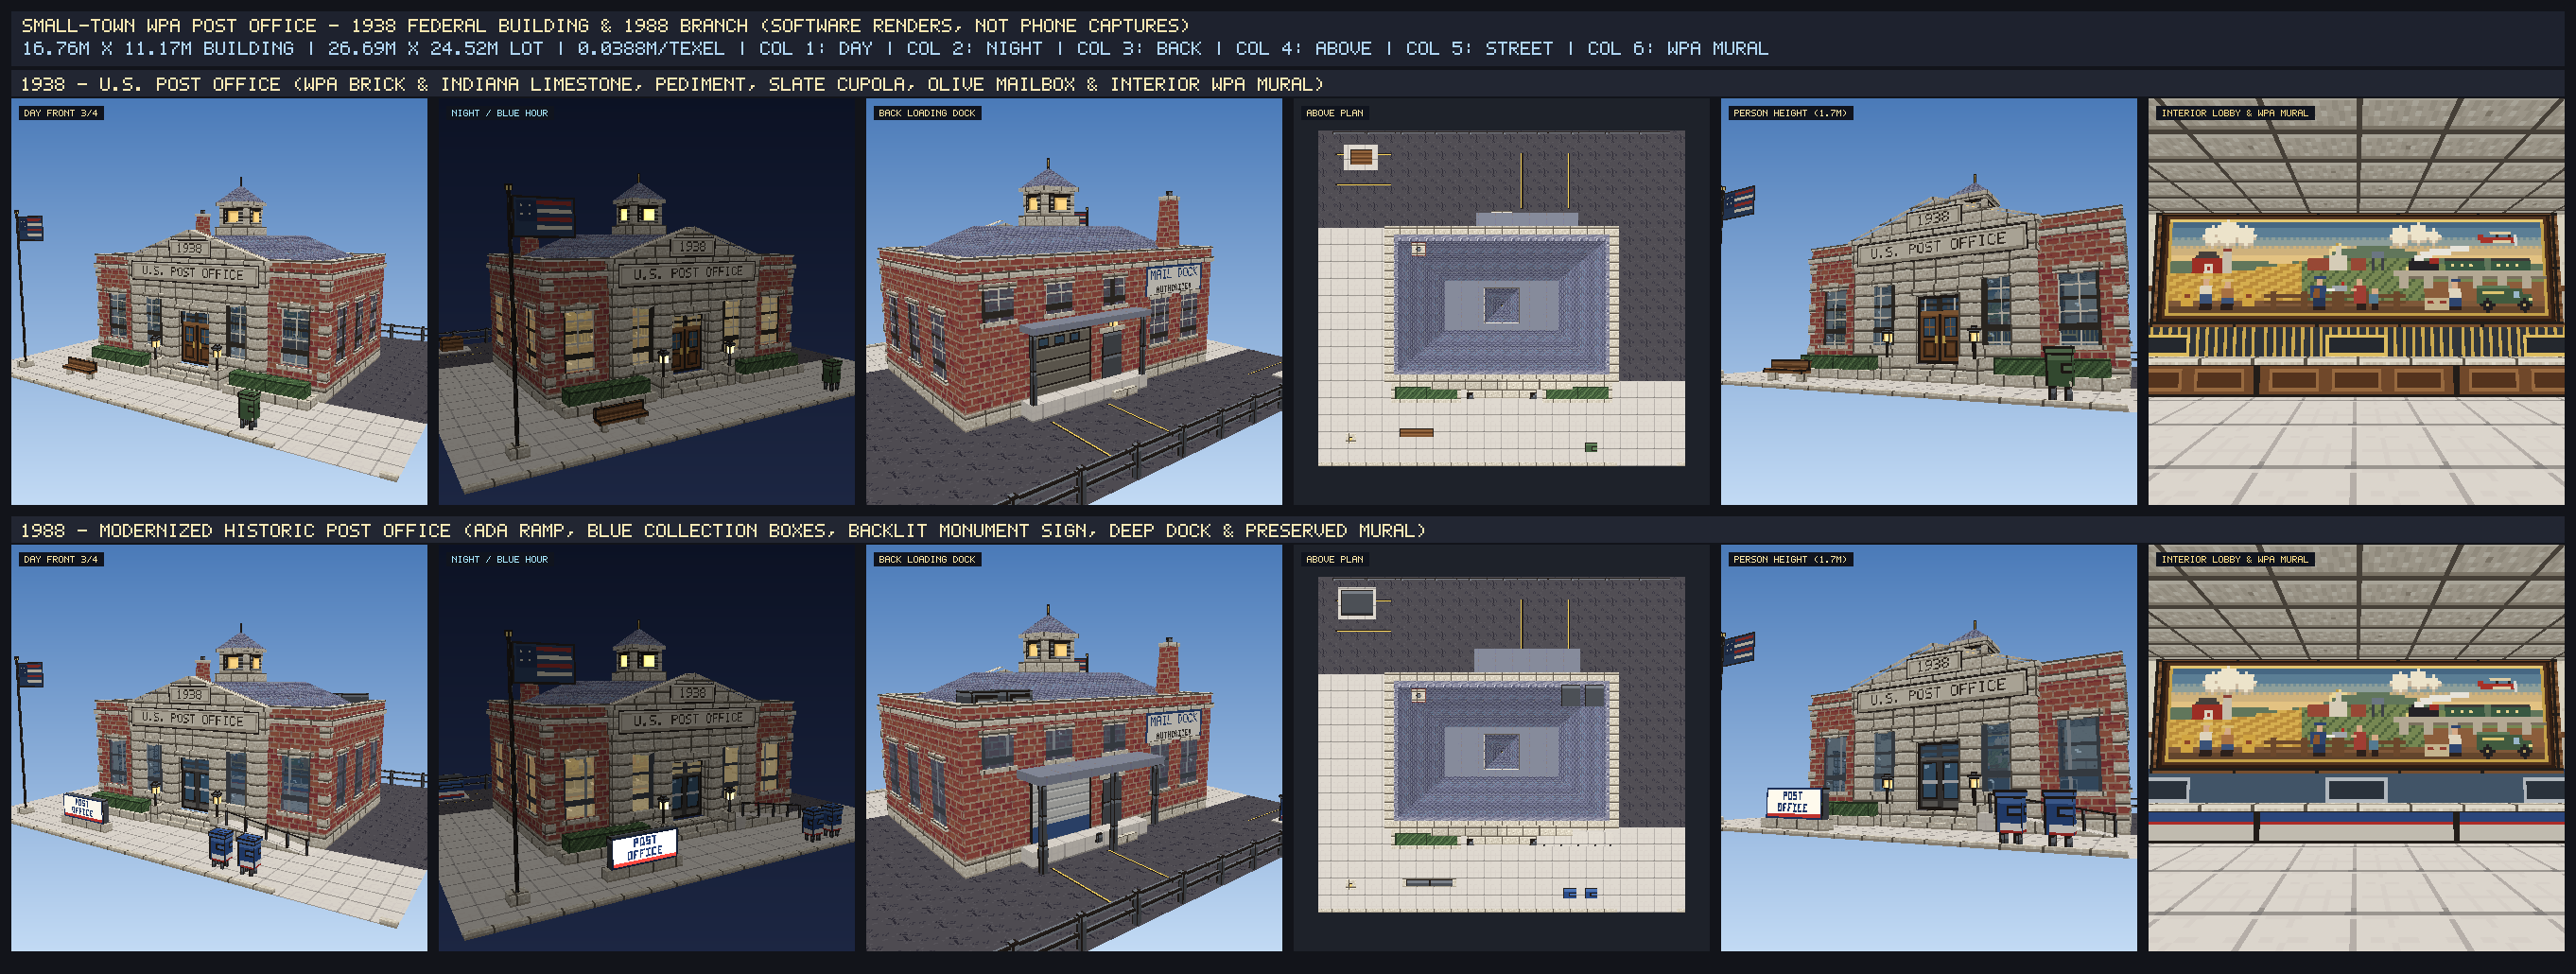 SMALL-TOWN WPA POST OFFICE - 1938 FEDERAL BUILDING & 1988 BRANCH (SOFTWARE RENDERS, NOT PHONE CAPTURES)
16.76M X 11.17M BUILDING | 26.69M X 24.52M LOT | 0.0388M/TEXEL | COL 1: DAY | COL 2: NIGHT | COL 3: BACK | COL 4: ABOVE | COL 5: STREET | COL 6: WPA MURAL
1938 - U.S. POST OFFICE (WPA BRICK & INDIANA LIMESTONE, PEDIMENT, SLATE CUPOLA, OLIVE MAILBOX & INTERIOR WPA MURAL)
DAY FRONT 3/4
1938
U.S. POST OFFICE
NIGHT / BLUE HOUR
1938
U.S. POST OFFICE
BACK LOADING DOCK
MAIL DOCK
ABOVE PLAN
PERSON HEIGHT (1.7M)
1938
U.S. POST OFFICE
INTERIOR LOBBY & WPA MURAL
1988 - MODERNIZED HISTORIC POST OFFICE (ADA RAMP, BLUE COLLECTION BOXES, BACKLIT MONUMENT SIGN, DEEP DOCK & PRESERVED MURAL)
DAY FRONT 3/4
1938
U.S. POST OFFICE
POST
OFFICE
NIGHT / BLUE HOUR
1938
U.S. POST OFFICE
POST
OFFICE
BACK LOADING DOCK
MAIL DOCK
ABOVE PLAN
PERSON HEIGHT (1.7M)
1938
U.S. POST OFFICE
POST
OFFICE
INTERIOR LOBBY & WPA MURAL